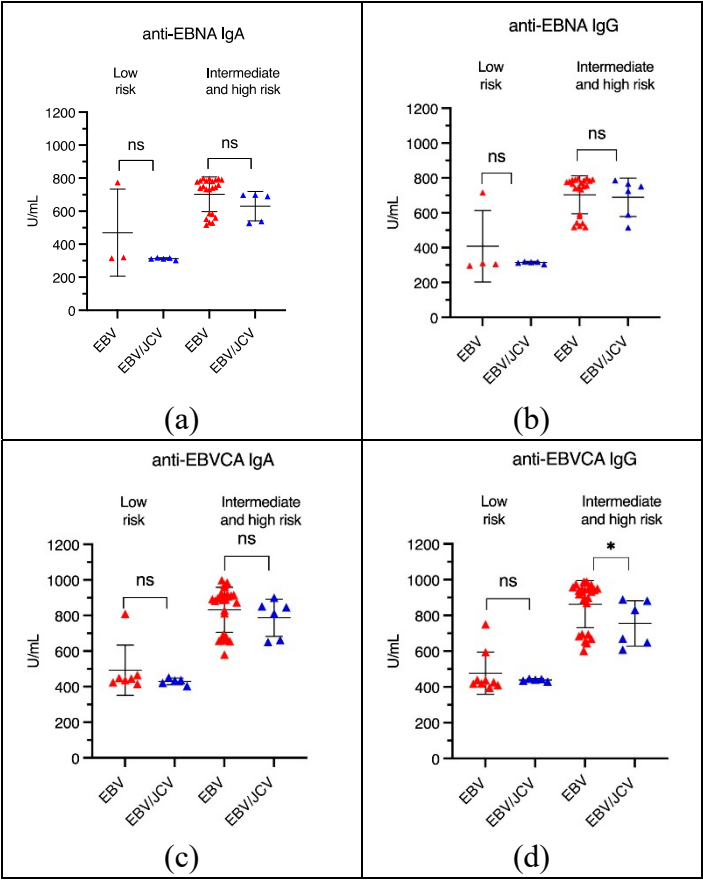 anti-EBNA IgA
Low
risk
Intermediate
and high risk
ns
ns
U/mL
1200
1000
800
600
400
200
0
EBV
EBV/JCV
EBV
EBV/JCV
(a)
anti-EBNA IgG
Low
risk
Intermediate
and high risk
ns
ns
U/mL
1200
1000
800
600
400
200
0
EBV
EBV/JCV
EBV
EBV/JCV
(b)
anti-EBVCA IgA
Low
risk
Intermediate
and high risk
ns
ns
U/mL
1200
1000
800
600
400
200
0
EBV
EBV/JCV
EBV
EBV/JCV
(c)
anti-EBVCA IgG
Low
risk
Intermediate
and high risk
ns
*
U/mL
1200
1000
800
600
400
200
0
EBV
EBV/JCV
EBV
EBV/JCV
(d)